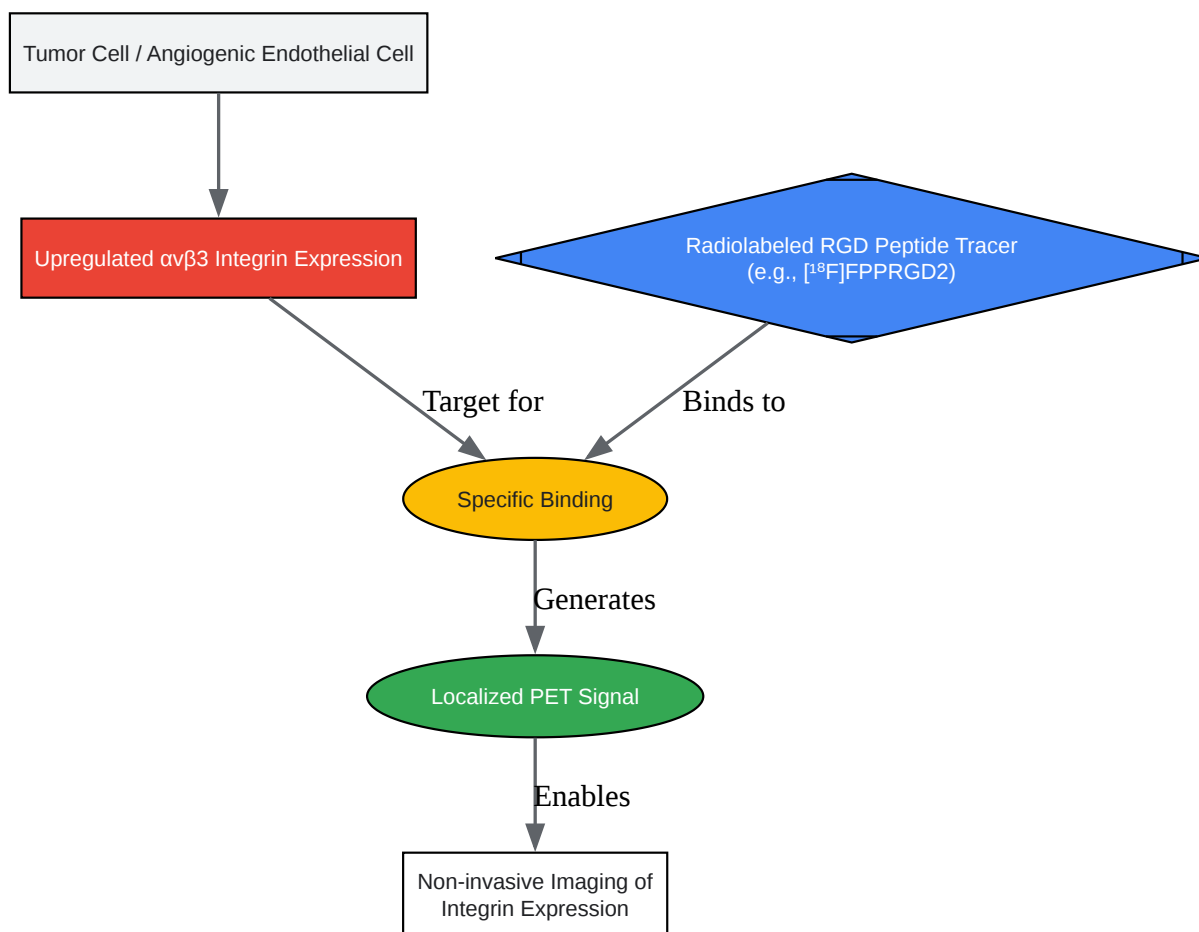 Tumor Cell / Angiogenic Endothelial Cell
Upregulated αvβ3 Integrin Expression
Radiolabeled RGD Peptide Tracer
(e.g., [¹⁸F]FPPRGD2)
Target for
Binds to
Specific Binding
Generates
Localized PET Signal
Enables
Non-invasive Imaging of
Integrin Expression